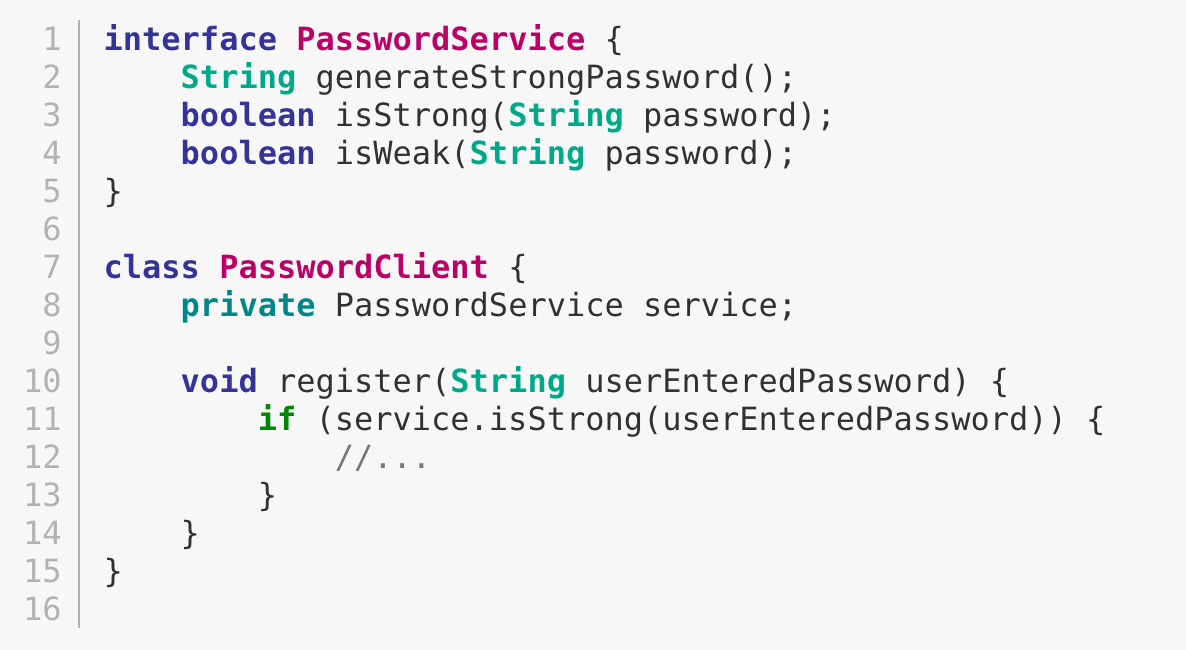 1 interface PasswordService {
2     String generateStrongPassword();
3     boolean isStrong(String password);
4     boolean isWeak(String password);
5 }
6
7 class PasswordClient {
8     private PasswordService service;
9
10     void register(String userEnteredPassword) {
11         if (service.isStrong(userEnteredPassword)) {
12             //...
13         }
14     }
15 }
16